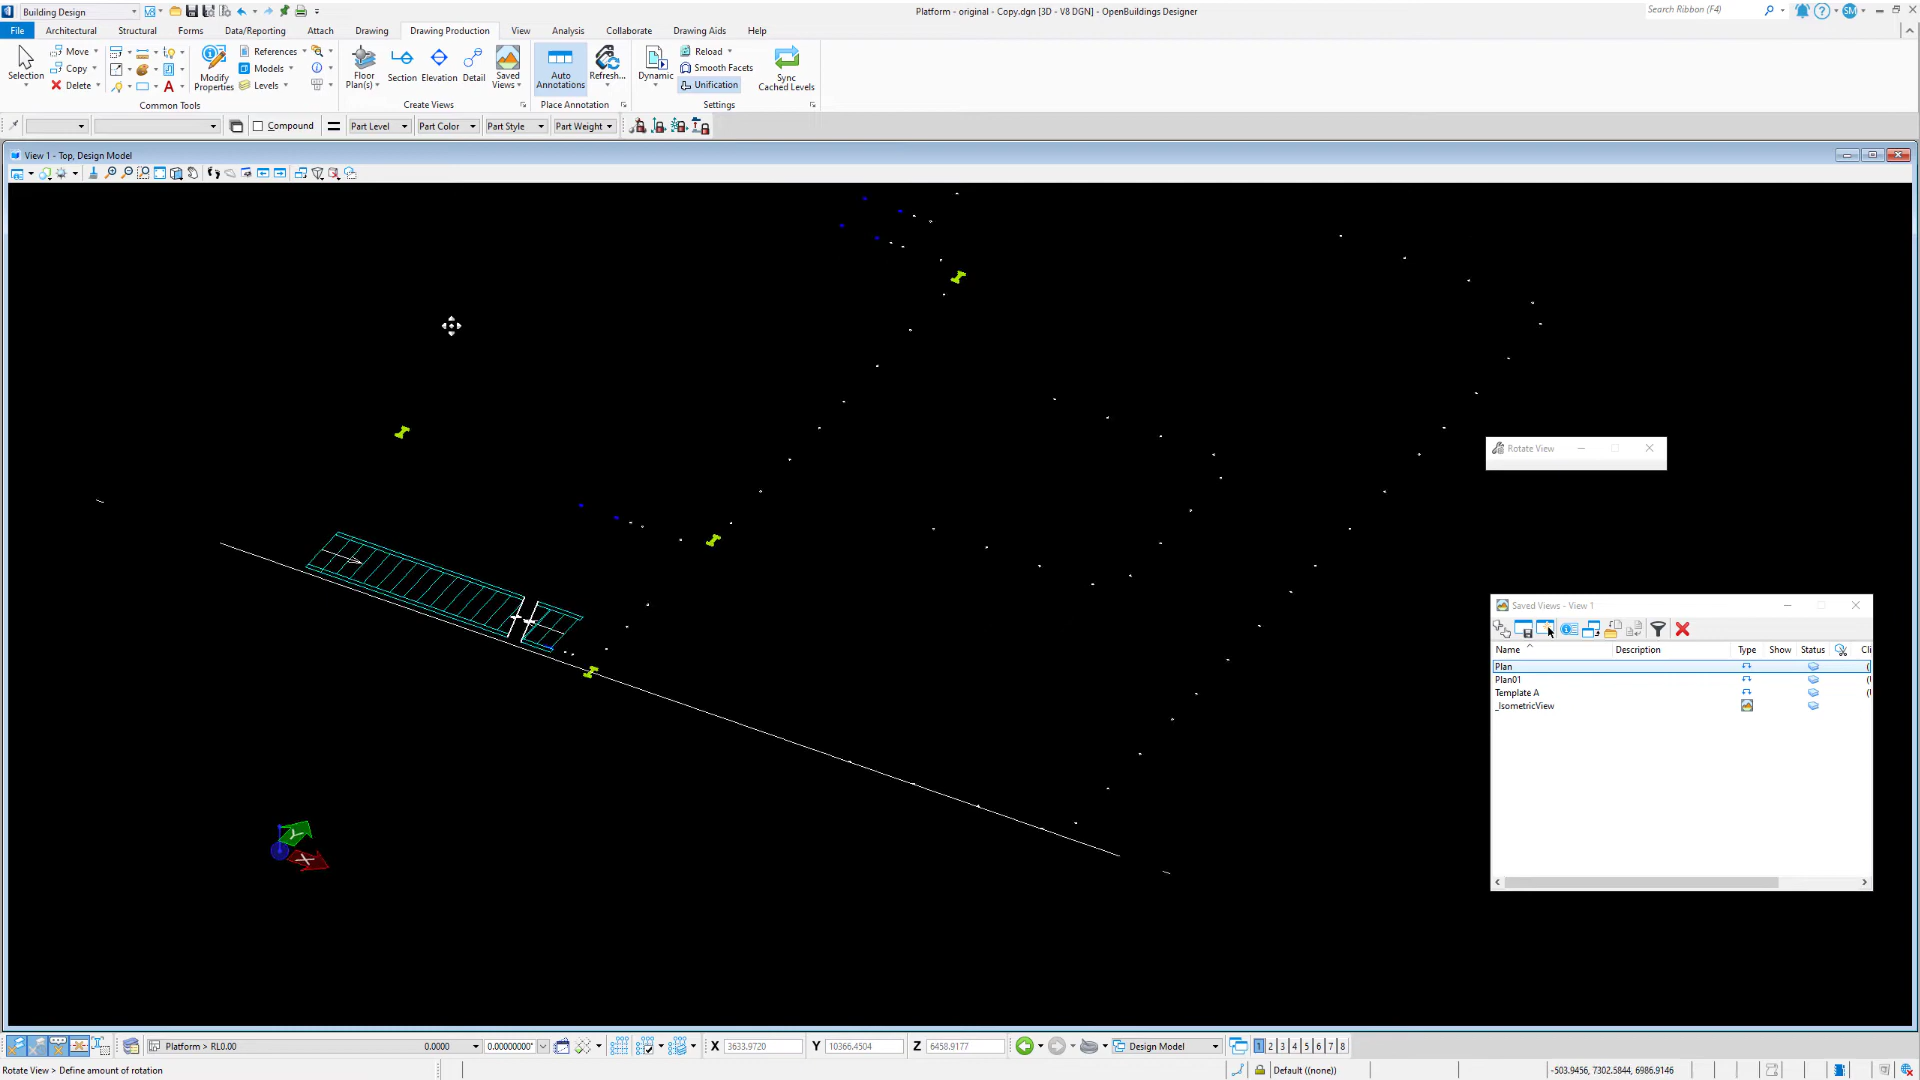 Building Design
Platform - original - Copy.dgn [3D - V8 DGN] - OpenBuildings Designer
Search Ribbon (F4)
SM
File Architectural Structural Forms Data/Reporting Attach Drawing Drawing Production View Analysis Collaborate Drawing Aids Help
Selection
Move
Copy
Delete
Modify Properties
References
Models
Levels
Common Tools
Floor Plan(s)
Section
Elevation
Detail
Saved Views
Create Views
Auto Annotations
Refresh...
Place Annotation
Dynamic
Reload
Smooth Facets
Unification
Sync Cached Levels
Settings
Compound
Part Level
Part Color
Part Style
Part Weight
View 1 - Top, Design Model
Rotate View
Saved Views - View 1
Name Description Type Show Status Cli
Plan
Plan01
Template A
_IsometricView
Y
X
Platform > RL0.00 0.0000 0.00000000° X 3633.9720 Y 10366.4504 Z 6458.9177 Design Model 1 2 3 4 5 6 7 8
Rotate View > Define amount of rotation
Default ((none))
-503.9456, 7302.5844, 6986.9146